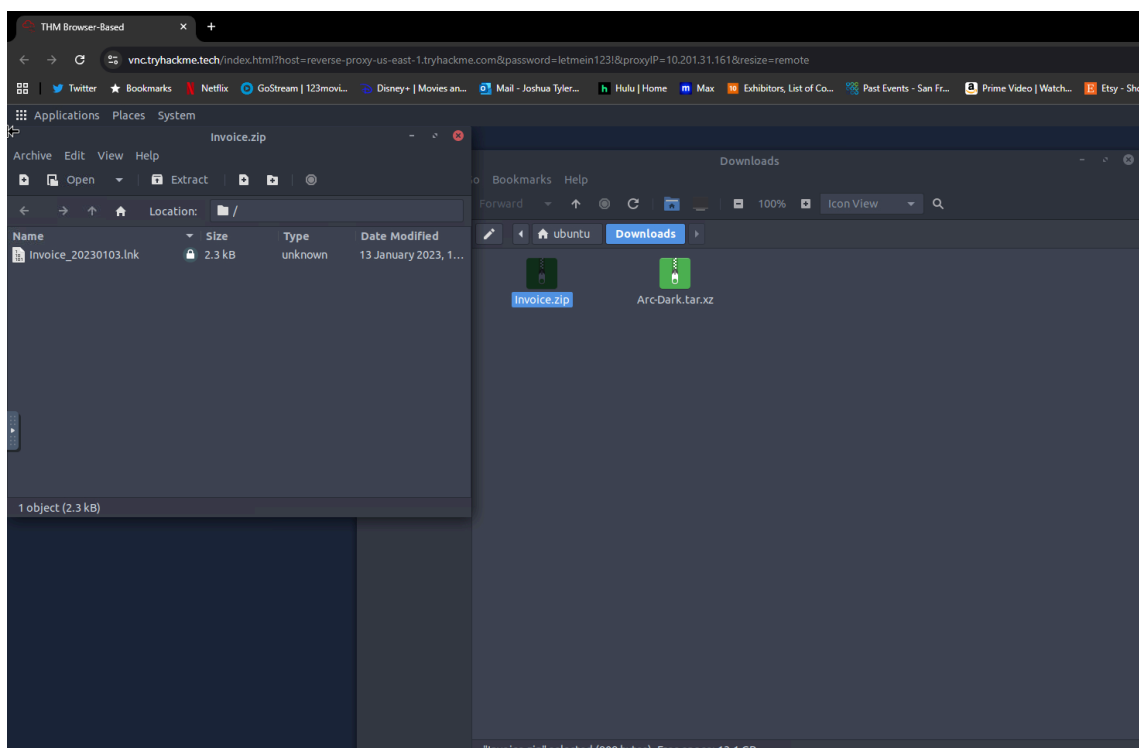 THM Browser-Based
vnc.tryhackme.tech/index.html?host=reverse-proxy-us-east-1.tryhackme.com&password=letmein123!&proxyIP=10.201.31.161&resize=remote
Twitter Bookmarks Netflix GoStream | 123movi... Disney+ | Movies an... Mail - Joshua Tyler... Hulu | Home Max Exhibitors, List of Co... Past Events - San Fr... Prime Video | Watch... Etsy - Sho
Applications Places System
Invoice.zip
Archive Edit View Help
Open Extract
Location: /
Name Size Type Date Modified
Invoice_20230103.lnk 2.3 kB unknown 13 January 2023, 1...
1 object (2.3 kB)
Downloads
o Bookmarks Help
Forward 100% Icon View
ubuntu Downloads
Invoice.zip Arc-Dark.tar.xz